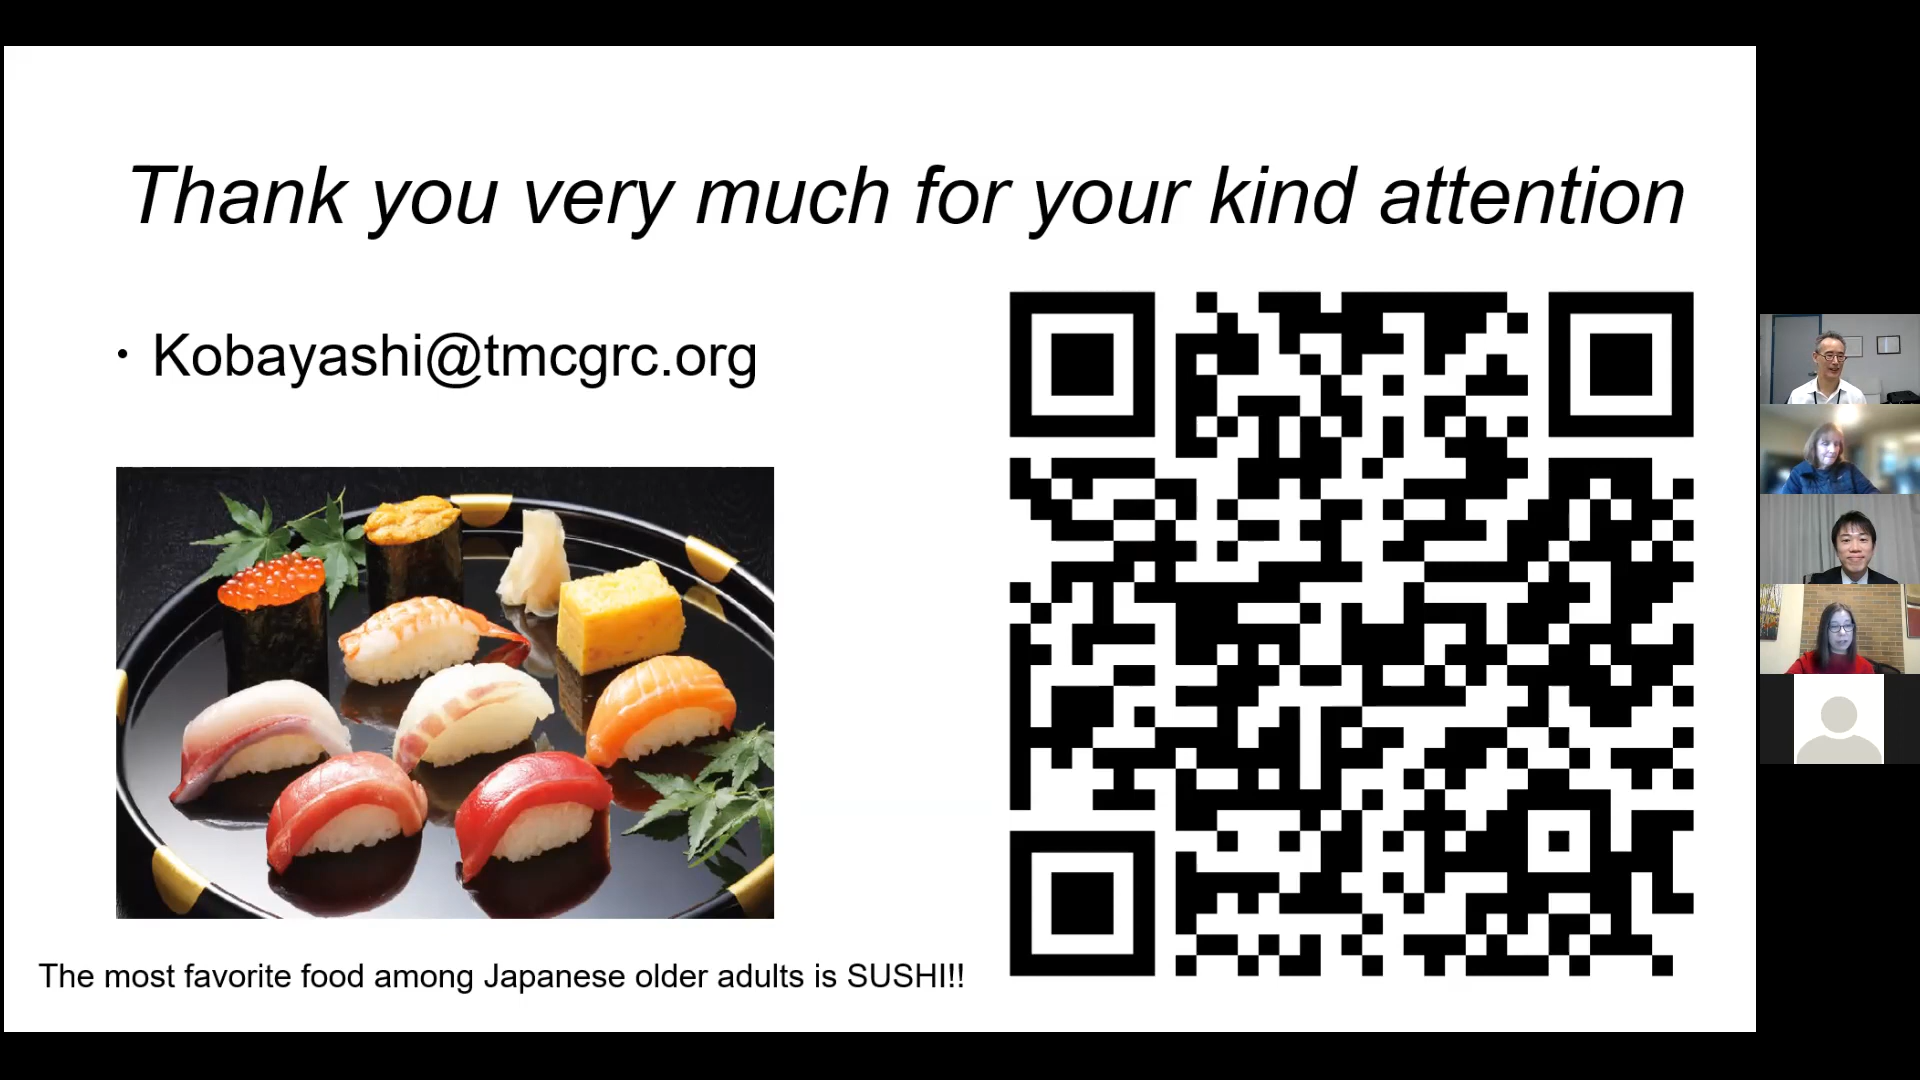 Thank you very much for your kind attention
• Kobayashi@tmcgrc.org
The most favorite food among Japanese older adults is SUSHI!!